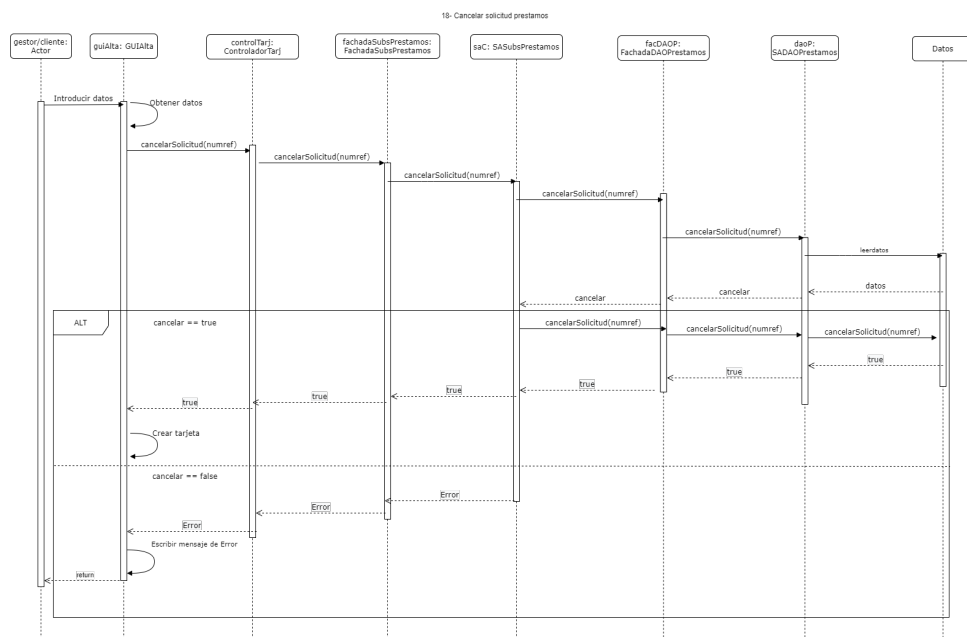 18- Cancelar solicitud prestamos
gestor/cliente:
Actor
guiAlta: GUIAlta
controlTarj:
ControladorTarj
fachadaSubsPrestamos:
FachadaSubsPrestamos
saC: SASubsPrestamos
facDAOP:
FachadaDAOPrestamos
daoP:
SADAOPrestamos
Datos
Introducir datos
Obtener datos
cancelarSolicitud(numref)
cancelarSolicitud(numref)
cancelarSolicitud(numref)
cancelarSolicitud(numref)
cancelarSolicitud(numref)
leerdatos
datos
cancelar
cancelar
ALT
cancelar == true
cancelarSolicitud(numref)
cancelarSolicitud(numref)
cancelarSolicitud(numref)
true
true
true
true
true
true
Crear tarjeta
cancelar == false
Error
Error
Error
Escribir mensaje de Error
return